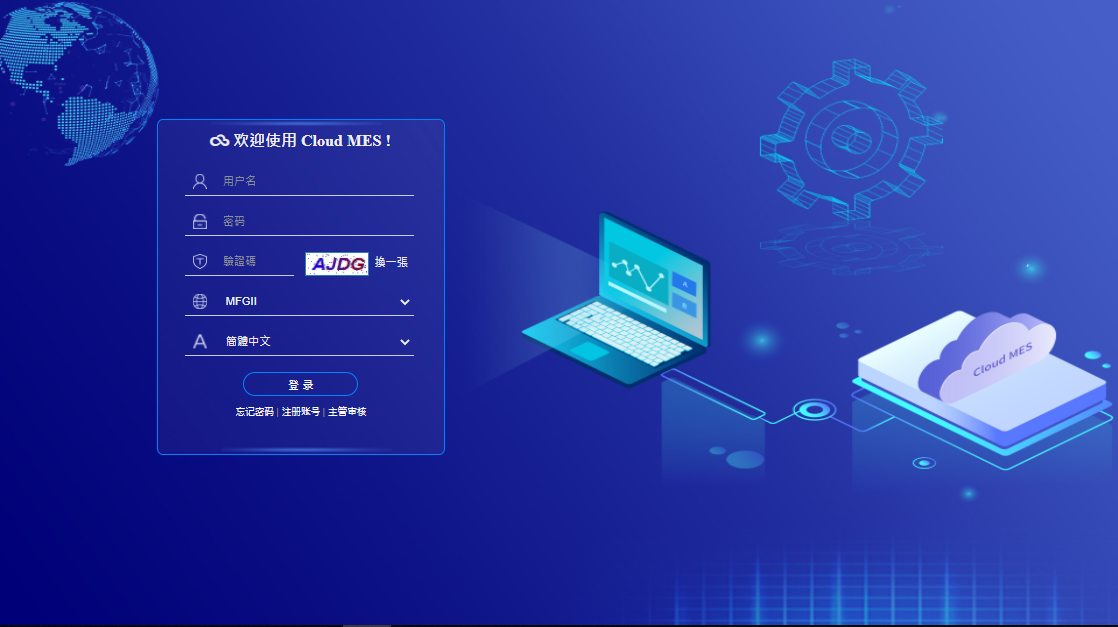 欢迎使用 Cloud MES !
用户名
密码
驗證碼 AJDG 換一張
MFGII
簡體中文
登 录
忘记密码 | 注册账号 | 主管审核
A
B
Cloud MES